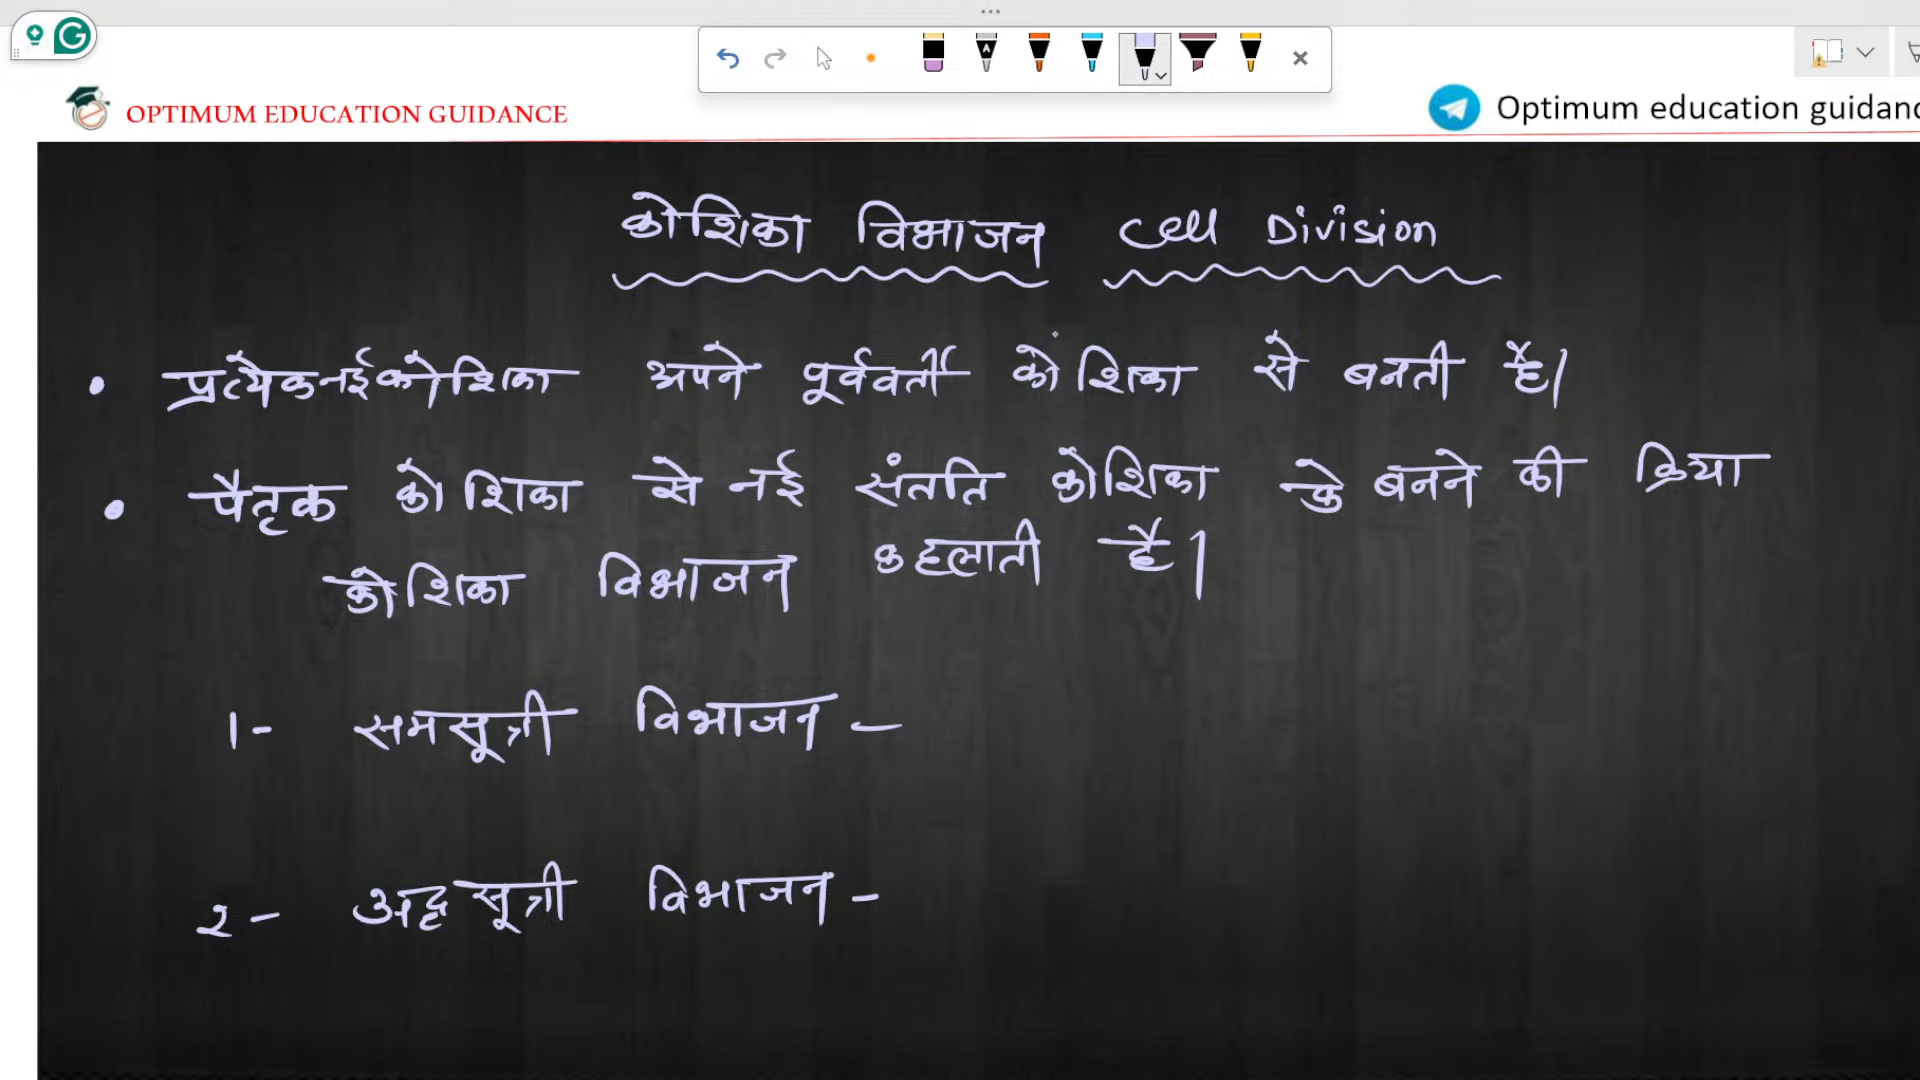 OPTIMUM EDUCATION GUIDANCE
Optimum education guidanc
कोशिका विभाजन Cell Division
• प्रत्येक नई कोशिका अपने पूर्ववर्ती कोशिका से बनती है।
• पैतृक कोशिका से नई संतति कोशिका के बनने की क्रिया
कोशिका विभाजन कहलाती है।
1- समसूत्री विभाजन -
२- अर्द्धसूत्री विभाजन -